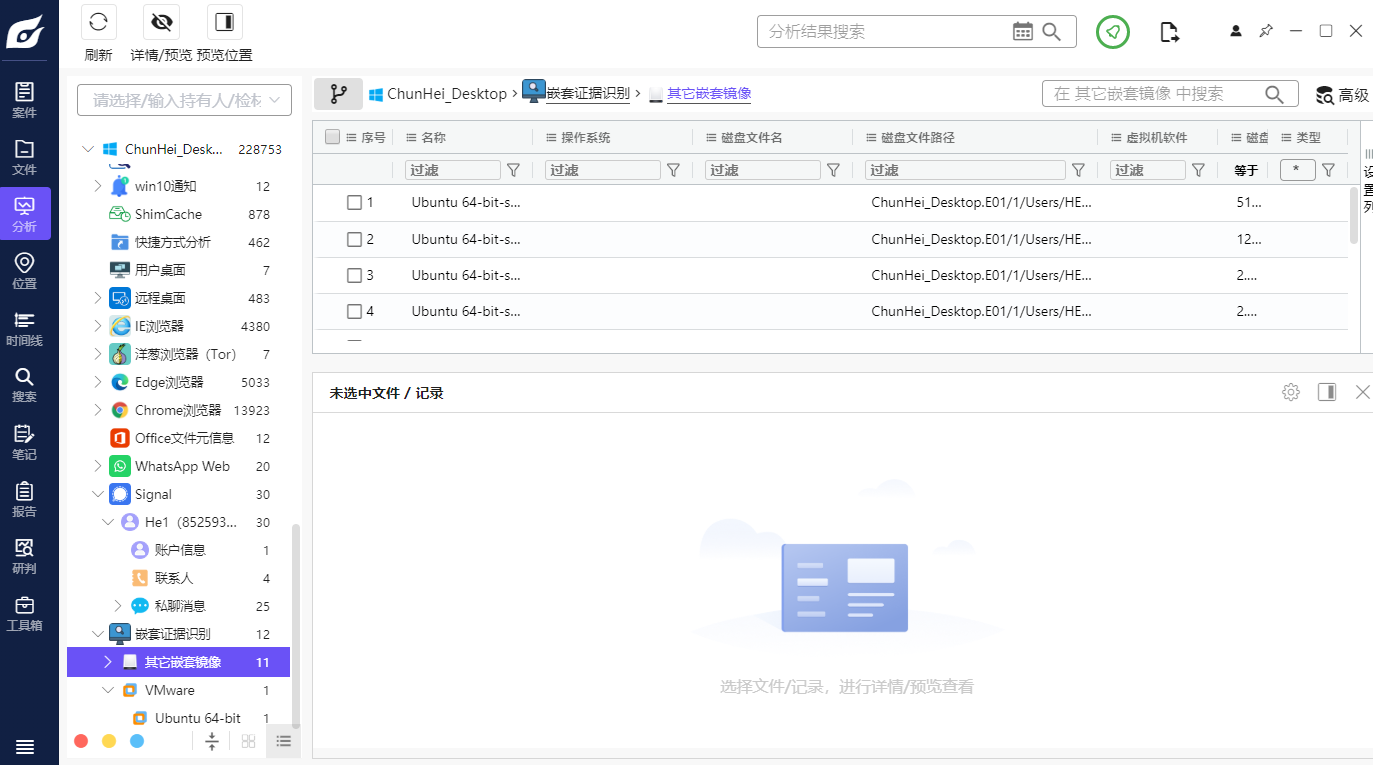 刷新
详情/预览
预览位置
分析结果搜索
案件
文件
分析
位置
时间线
搜索
笔记
报告
研判
工具箱
请选择/输入持有人/检材
ChunHei_Desk... 228753
win10通知 12
ShimCache 878
快捷方式分析 462
用户桌面 7
远程桌面 483
IE浏览器 4380
洋葱浏览器（Tor） 7
Edge浏览器 5033
Chrome浏览器 13923
Office文件元信息 12
WhatsApp Web 20
Signal 30
He1（852593... 30
账户信息 1
联系人 4
私聊消息 25
嵌套证据识别 12
其它嵌套镜像 11
VMware 1
Ubuntu 64-bit 1
ChunHei_Desktop › 嵌套证据识别 › 其它嵌套镜像
在 其它嵌套镜像 中搜索
高级
序号 名称 操作系统 磁盘文件名 磁盘文件路径 虚拟机软件 磁盘 类型
过滤 过滤 过滤 过滤 过滤 等于 *
1 Ubuntu 64-bit-s... ChunHei_Desktop.E01/1/Users/HE... 51...
2 Ubuntu 64-bit-s... ChunHei_Desktop.E01/1/Users/HE... 12...
3 Ubuntu 64-bit-s... ChunHei_Desktop.E01/1/Users/HE... 2....
4 Ubuntu 64-bit-s... ChunHei_Desktop.E01/1/Users/HE... 2....
设置列
未选中文件 / 记录
选择文件/记录，进行详情/预览查看